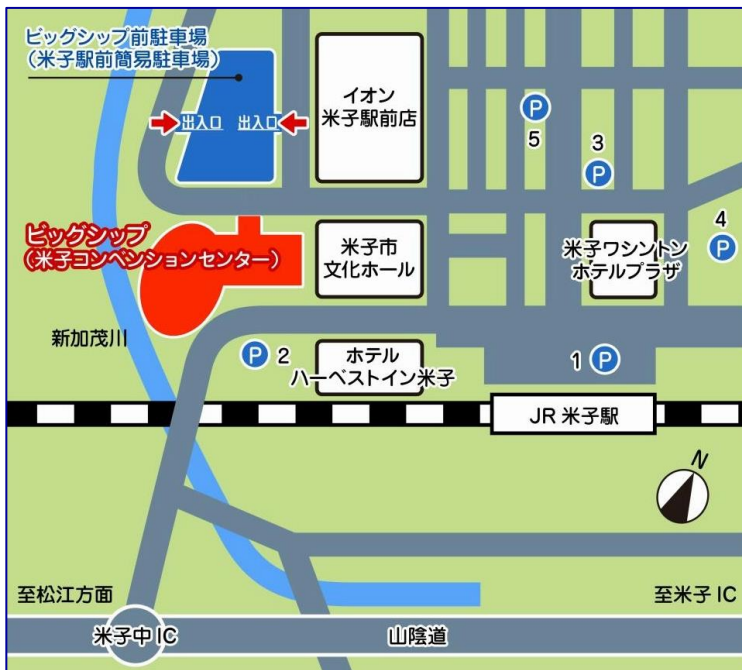 ビッグシップ前駐車場
（米子駅前簡易駐車場）
出入口
出入口
イオン
米子駅前店
P
5
3
P
4
P
ビッグシップ
（米子コンベンションセンター）
米子市
文化ホール
米子ワシントン
ホテルプラザ
新加茂川
P 2
ホテル
ハーベストイン米子
1 P
JR 米子駅
N
至松江方面
至米子 IC
米子中 IC
山陰道